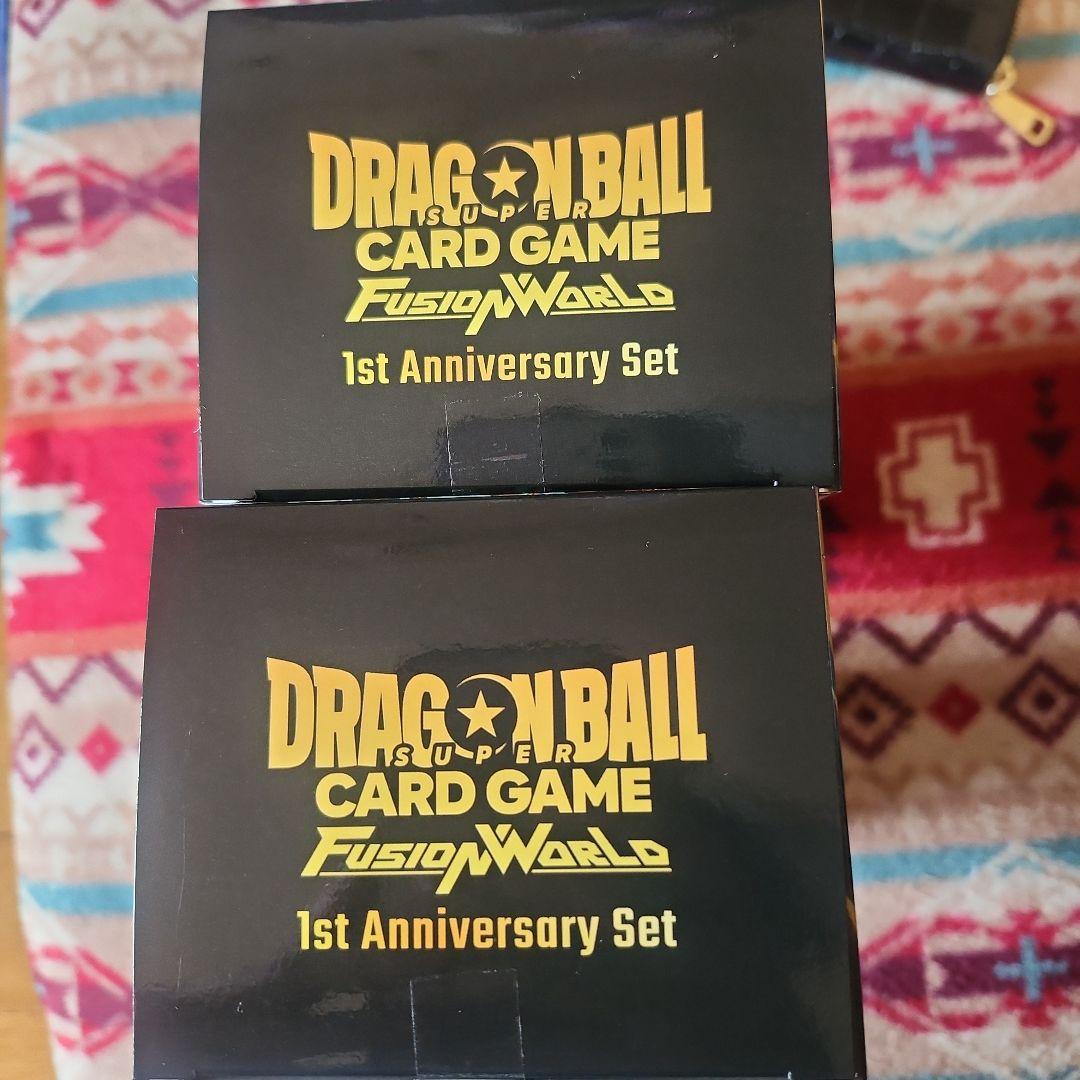 DRAGON BALL
SUPER
CARD GAME
FUSION WORLD
1st Anniversary Set
DRAGON BALL
SUPER
CARD GAME
FUSION WORLD
1st Anniversary Set